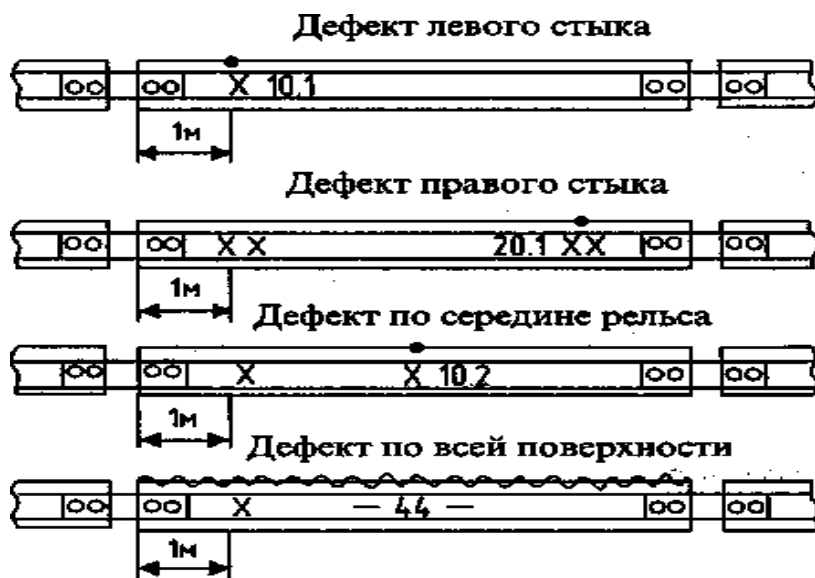 Дефект левого стыка
X 10.1
1м
Дефект правого стыка
X X 20.1 XX
1м
Дефект по середине рельса
X X 10.2
1м
Дефект по всей поверхности
X — 44 —
1м